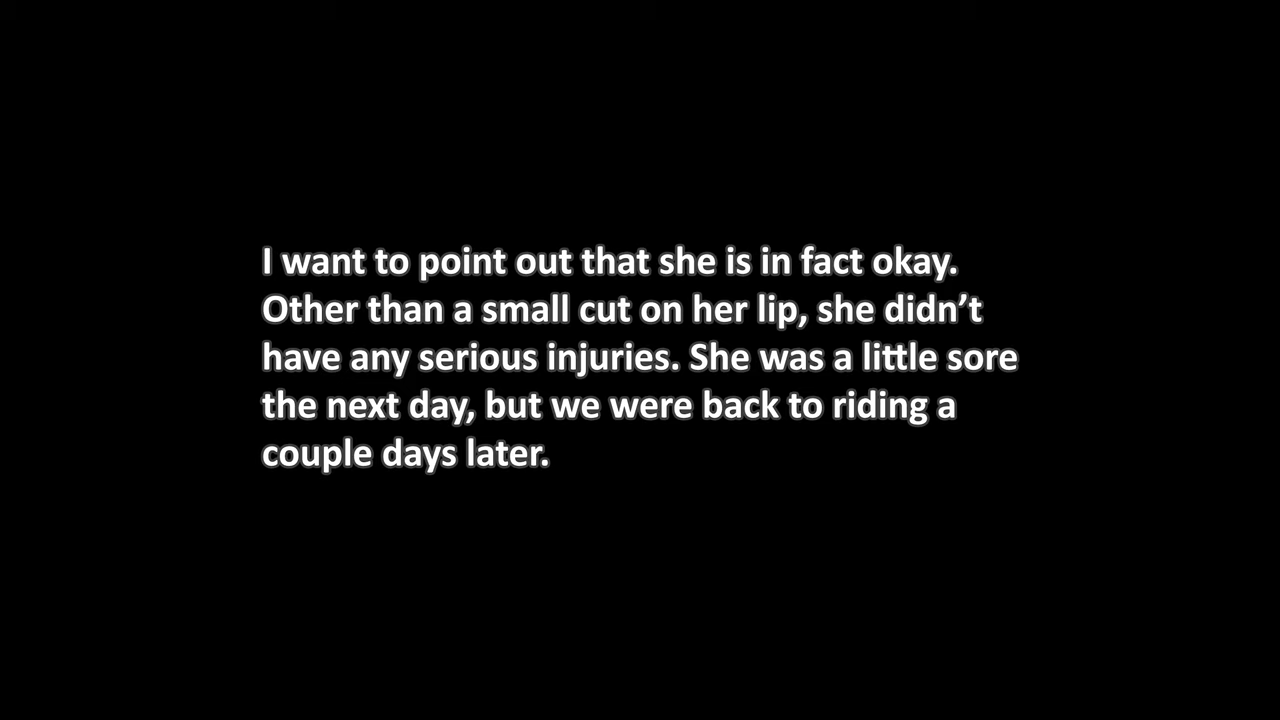 I want to point out that she is in fact okay.
Other than a small cut on her lip, she didn’t
have any serious injuries. She was a little sore
the next day, but we were back to riding a
couple days later.